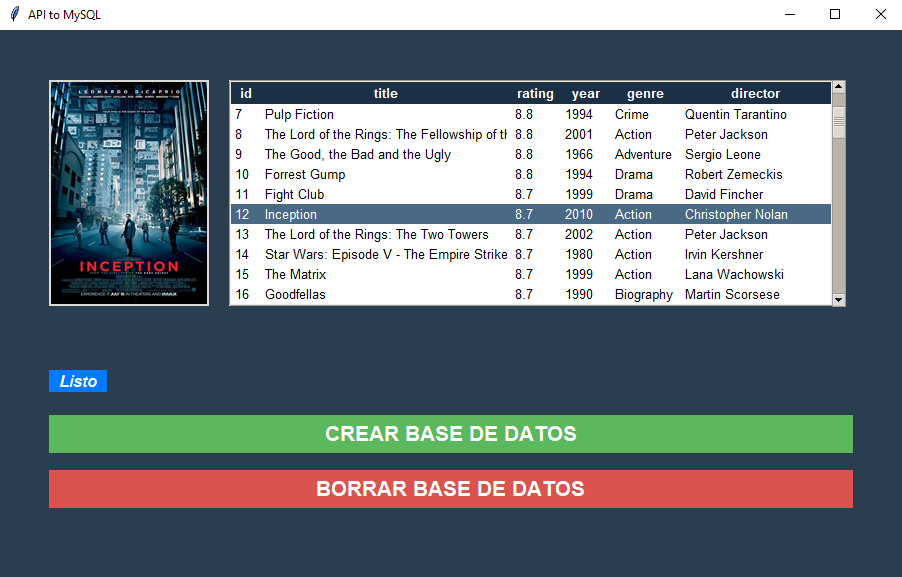 API to MySQL
id title rating year genre director
7 Pulp Fiction 8.8 1994 Crime Quentin Tarantino
8 The Lord of the Rings: The Fellowship of th 8.8 2001 Action Peter Jackson
9 The Good, the Bad and the Ugly 8.8 1966 Adventure Sergio Leone
10 Forrest Gump 8.8 1994 Drama Robert Zemeckis
11 Fight Club 8.7 1999 Drama David Fincher
12 Inception 8.7 2010 Action Christopher Nolan
13 The Lord of the Rings: The Two Towers 8.7 2002 Action Peter Jackson
14 Star Wars: Episode V - The Empire Strike 8.7 1980 Action Irvin Kershner
15 The Matrix 8.7 1999 Action Lana Wachowski
16 Goodfellas 8.7 1990 Biography Martin Scorsese
LEONARDO DiCAPRIO
INCEPTION
EXPERIENCE IT JULY 16 IN THEATERS AND IMAX
Listo
CREAR BASE DE DATOS
BORRAR BASE DE DATOS